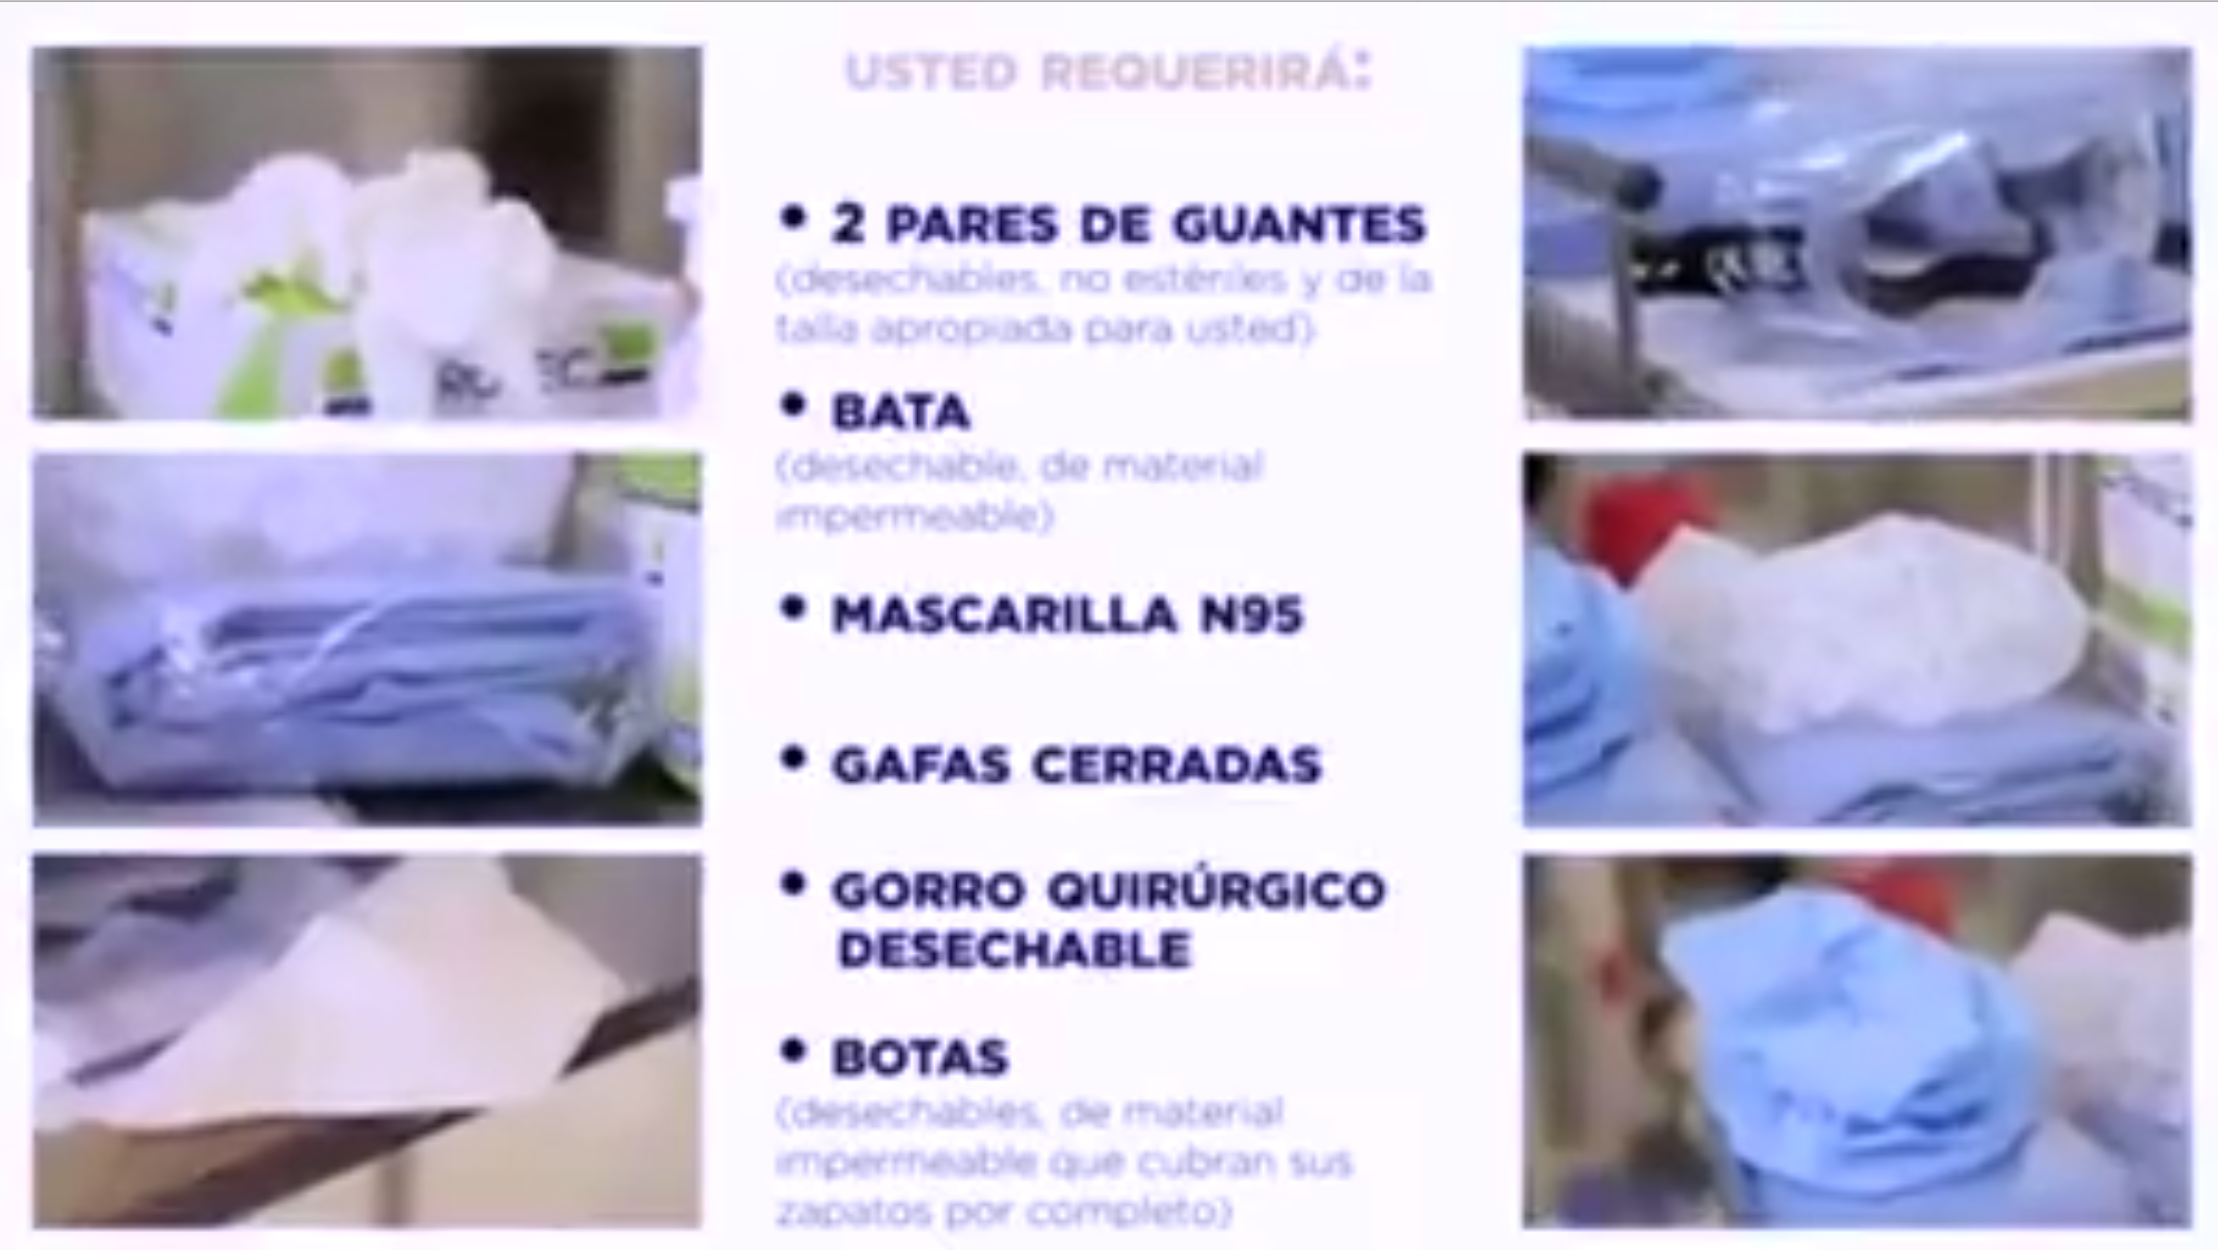 USTED REQUERIRÁ:
• 2 PARES DE GUANTES
(desechables, no estériles y de la
talla apropiada para usted)
• BATA
(desechable, de material
impermeable)
• MASCARILLA N95
• GAFAS CERRADAS
• GORRO QUIRÚRGICO
DESECHABLE
• BOTAS
(desechables, de material
impermeable que cubran sus
zapatos por completo)